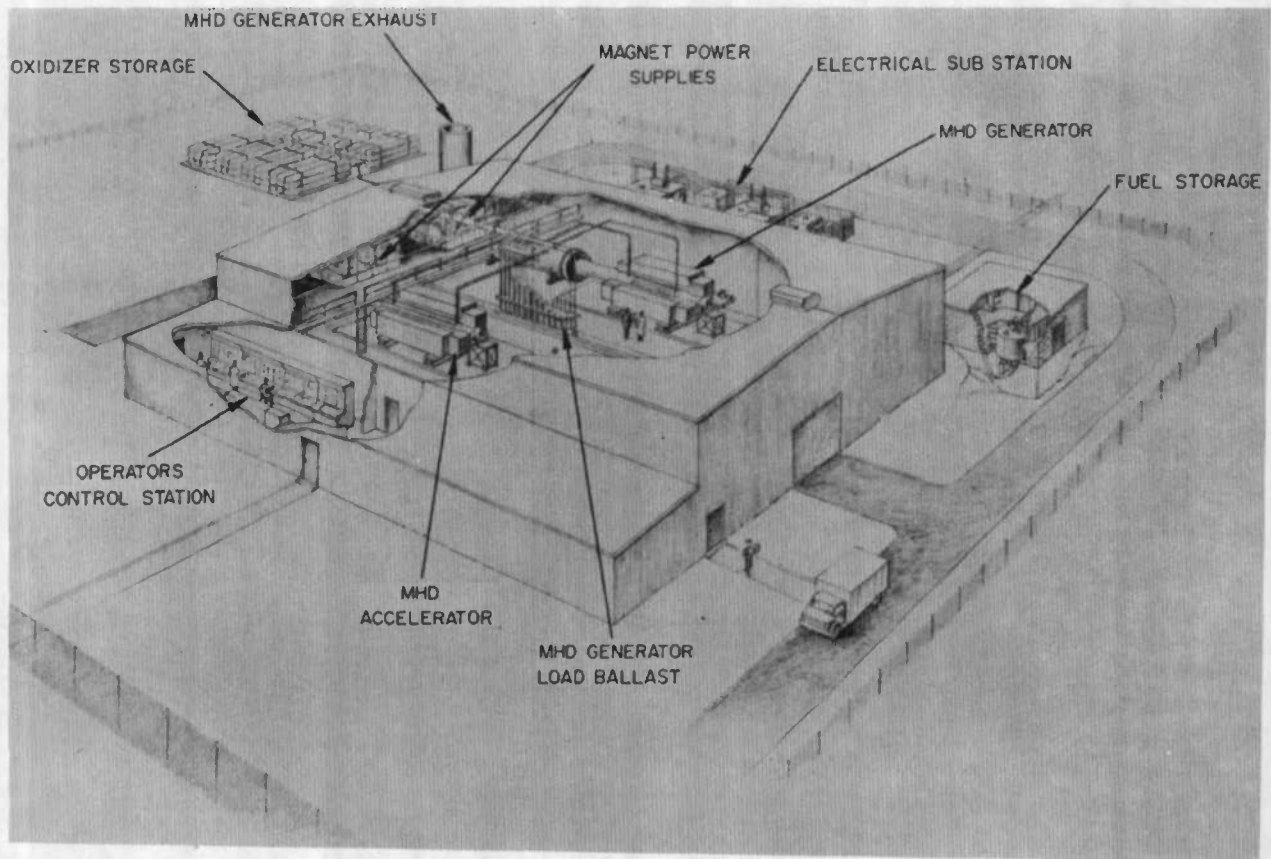 MHD GENERATOR EXHAUST
OXIDIZER STORAGE
MAGNET POWER
SUPPLIES
ELECTRICAL SUB STATION
MHD GENERATOR
FUEL STORAGE
OPERATORS
CONTROL STATION
MHD
ACCELERATOR
MHD GENERATOR
LOAD BALLAST